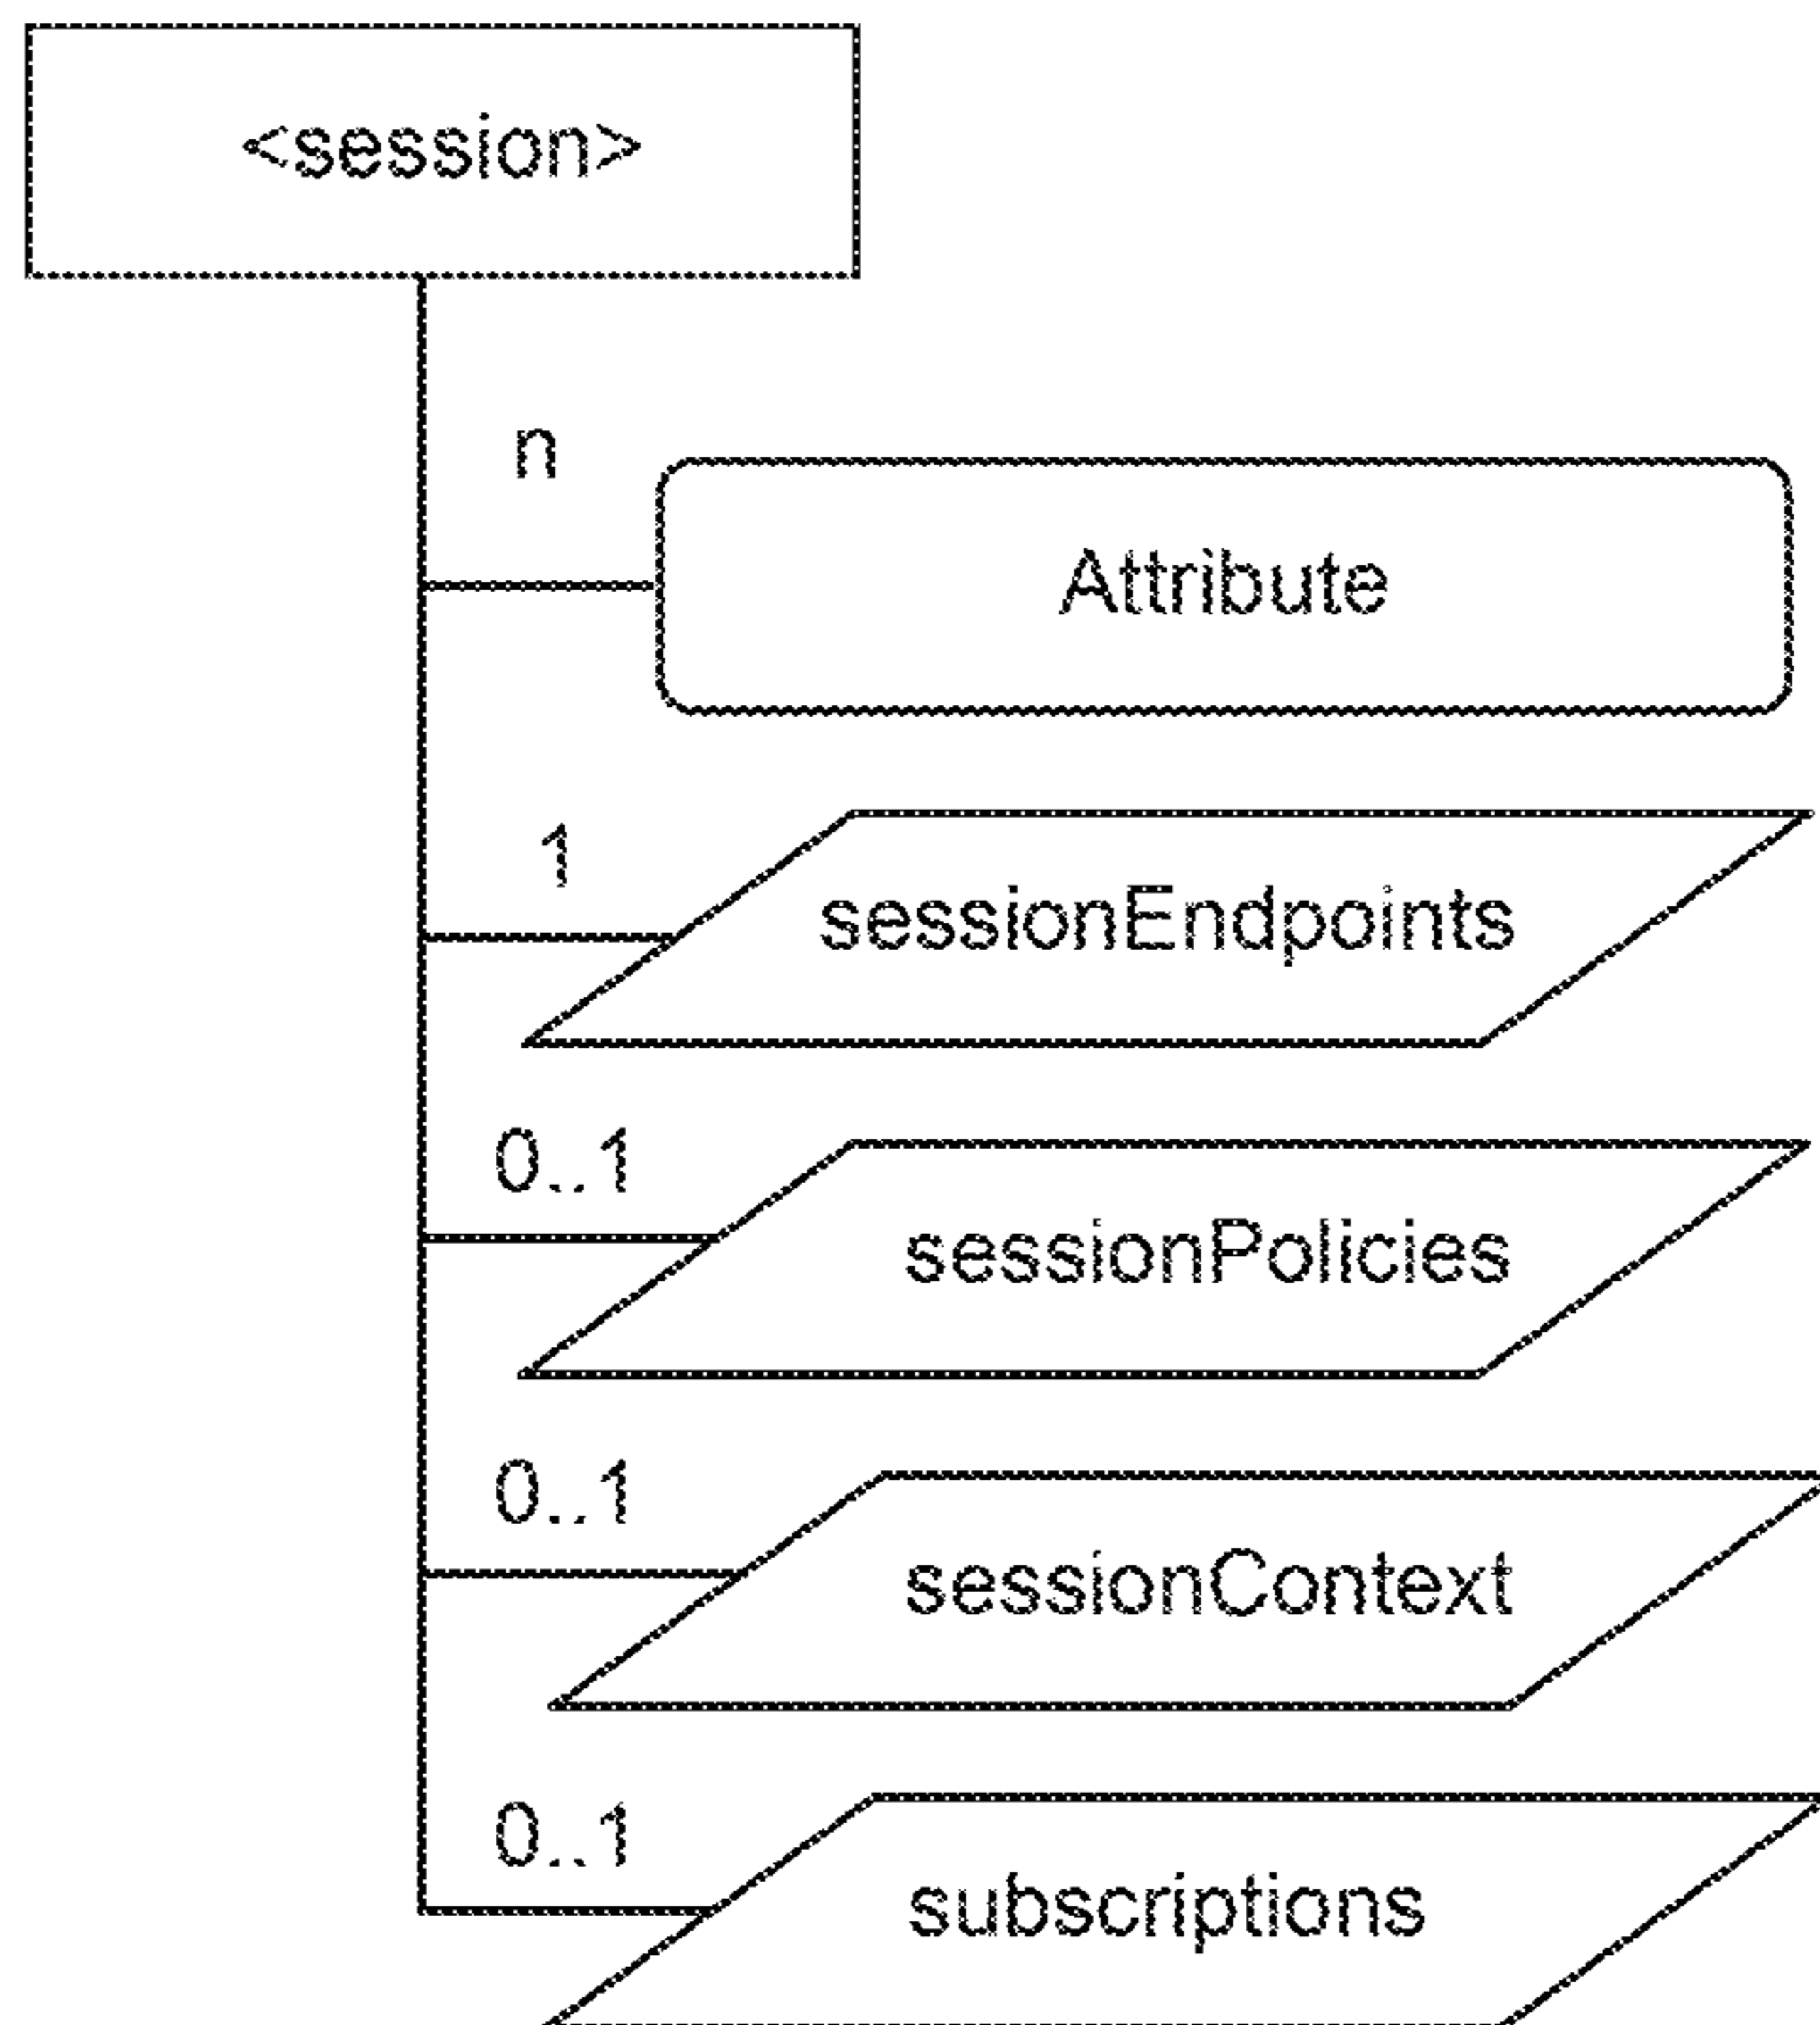 <session>
n
Attribute
1
sessionEndpoints
0..1
sessionPolicies
0..1
sessionContext
0..1
subscriptions